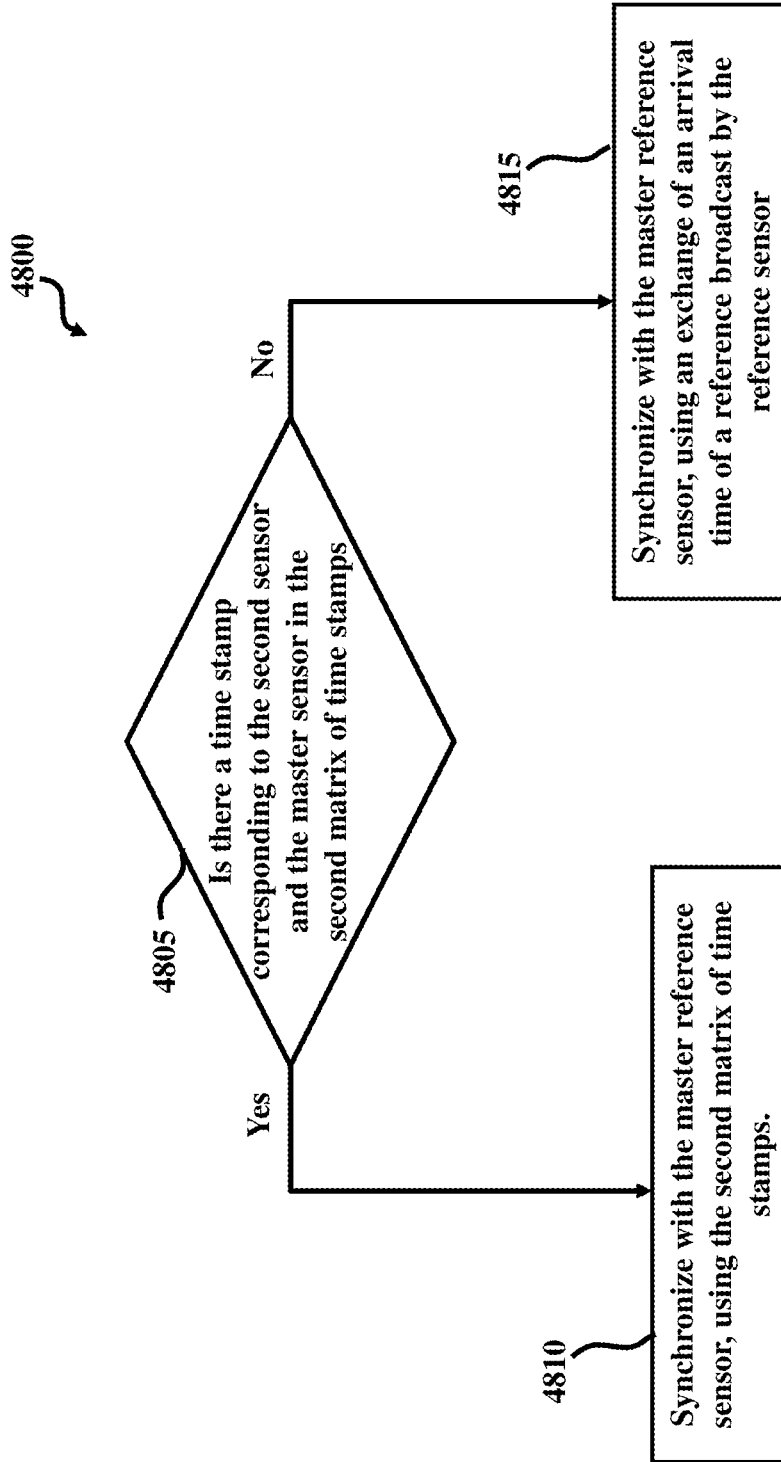 4800
4805
Is there a time stamp
corresponding to the second sensor
and the master sensor in the
second matrix of time stamps
Yes
No
4810
Synchronize with the master reference
sensor, using the second matrix of time
stamps.
4815
Synchronize with the master reference
sensor, using an exchange of an arrival
time of a reference broadcast by the
reference sensor